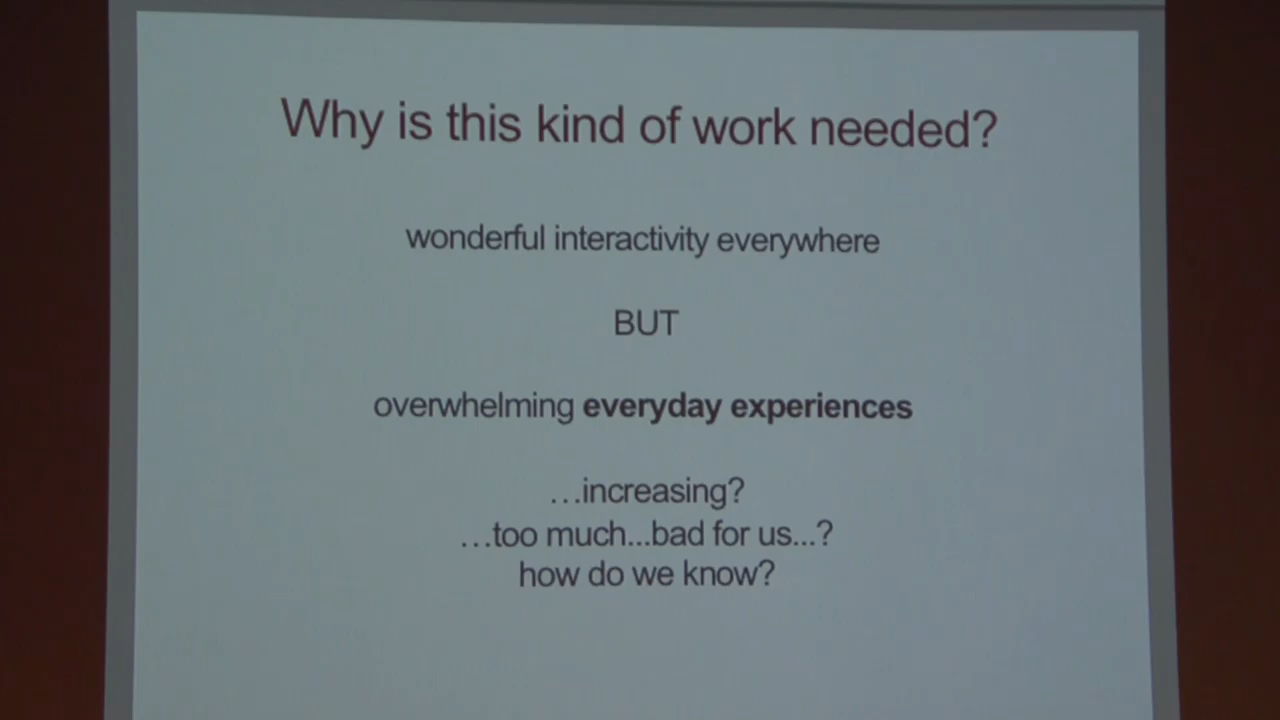 Why is this kind of work needed?
wonderful interactivity everywhere
BUT
overwhelming everyday experiences
...increasing?
...too much...bad for us...?
how do we know?